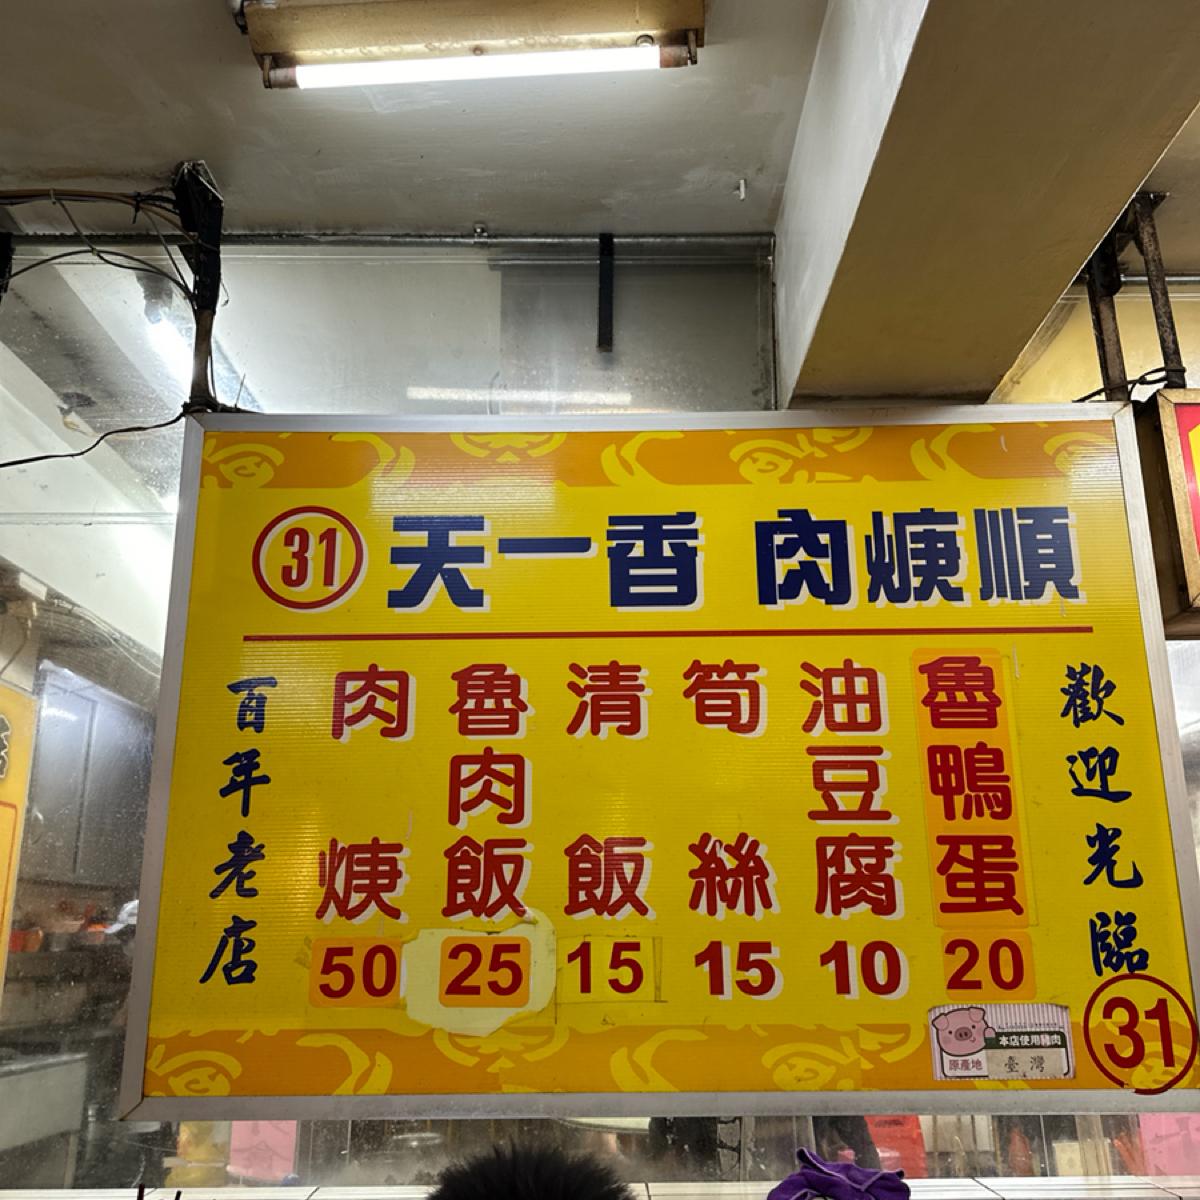 31 天一香 肉焿順
百年老店
肉焿 50
魯肉飯 25
清飯 15
筍絲 15
油豆腐 10
魯鴨蛋 20
歡迎光臨
31
本店使用豬肉
原產地 臺灣